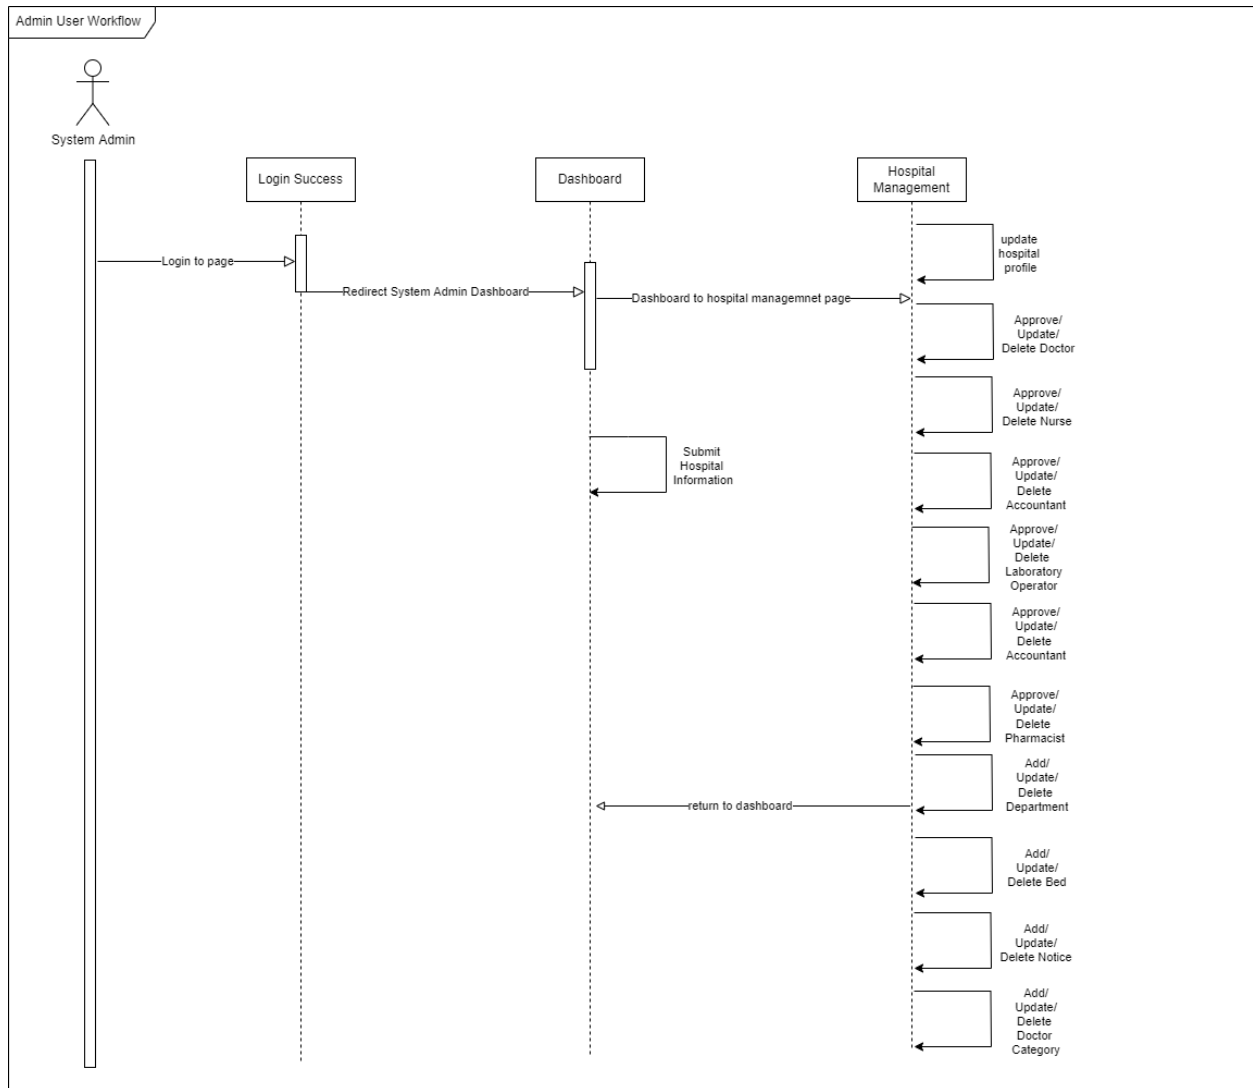 Admin User Workflow
System Admin
Login Success
Dashboard
Hospital
Management
update
hospital
profile
Login to page
Redirect System Admin Dashboard
Dashboard to hospital managemnet page
Approve/
Update/
Delete Doctor
Approve/
Update/
Delete Nurse
Submit
Hospital
Information
Approve/
Update/
Delete
Accountant
Approve/
Update/
Delete
Laboratory
Operator
Approve/
Update/
Delete
Accountant
Approve/
Update/
Delete
Pharmacist
Add/
Update/
Delete
Department
return to dashboard
Add/
Update/
Delete Bed
Add/
Update/
Delete Notice
Add/
Update/
Delete
Doctor
Category